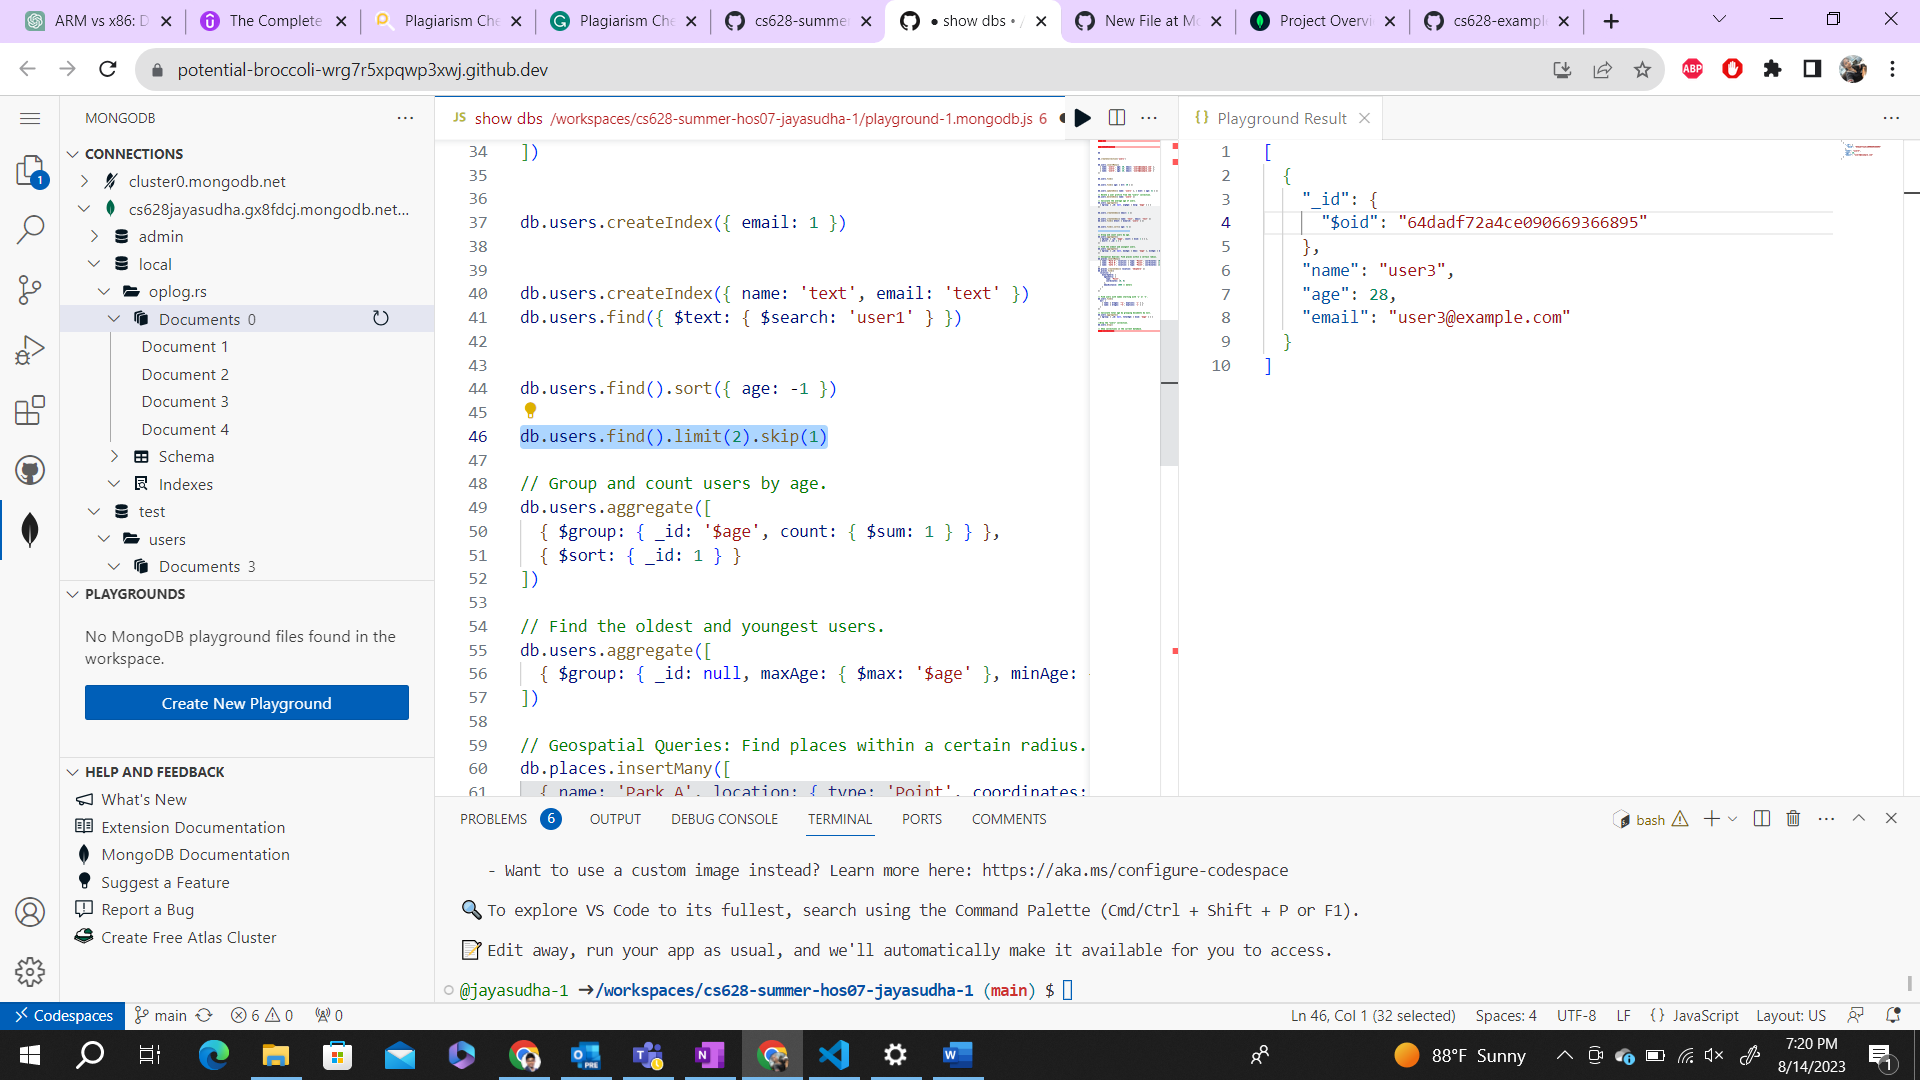 ARM vs x86: D
The Complete
Plagiarism Che
Plagiarism Che
cs628-summer
● show dbs • /
New File at Mo
Project Overvi
cs628-example
potential-broccoli-wrg7r5xpqwp3xwj.github.dev
ABP
MONGODB
CONNECTIONS
cluster0.mongodb.net
cs628jayasudha.gx8fdcj.mongodb.net...
admin
local
oplog.rs
Documents 0
Document 1
Document 2
Document 3
Document 4
Schema
Indexes
test
users
Documents 3
PLAYGROUNDS
No MongoDB playground files found in the
workspace.
Create New Playground
HELP AND FEEDBACK
What's New
Extension Documentation
MongoDB Documentation
Suggest a Feature
Report a Bug
Create Free Atlas Cluster
1
JS show dbs /workspaces/cs628-summer-hos07-jayasudha-1/playground-1.mongodb.js 6
34 ])
35
36
37 db.users.createIndex({ email: 1 })
38
39
40 db.users.createIndex({ name: 'text', email: 'text' })
41 db.users.find({ $text: { $search: 'user1' } })
42
43
44 db.users.find().sort({ age: -1 })
45
46 db.users.find().limit(2).skip(1)
47
48 // Group and count users by age.
49 db.users.aggregate([
50 { $group: { _id: '$age', count: { $sum: 1 } } },
51 { $sort: { _id: 1 } }
52 ])
53
54 // Find the oldest and youngest users.
55 db.users.aggregate([
56 { $group: { _id: null, maxAge: { $max: '$age' }, minAge:
57 ])
58
59 // Geospatial Queries: Find places within a certain radius.
60 db.places.insertMany([
61 { name: 'Park A', location: { type: 'Point', coordinates:
{} Playground Result
1 [
2 {
3 "_id": {
4 "$oid": "64dadf72a4ce090669366895"
5 },
6 "name": "user3",
7 "age": 28,
8 "email": "user3@example.com"
9 }
10 ]
PROBLEMS 6 OUTPUT DEBUG CONSOLE TERMINAL PORTS COMMENTS
bash
- Want to use a custom image instead? Learn more here: https://aka.ms/configure-codespace
To explore VS Code to its fullest, search using the Command Palette (Cmd/Ctrl + Shift + P or F1).
Edit away, run your app as usual, and we'll automatically make it available for you to access.
@jayasudha-1 →/workspaces/cs628-summer-hos07-jayasudha-1 (main) $
Codespaces main 6 0 0
Ln 46, Col 1 (32 selected) Spaces: 4 UTF-8 LF {} JavaScript Layout: US
88°F Sunny
7:20 PM
8/14/2023
1